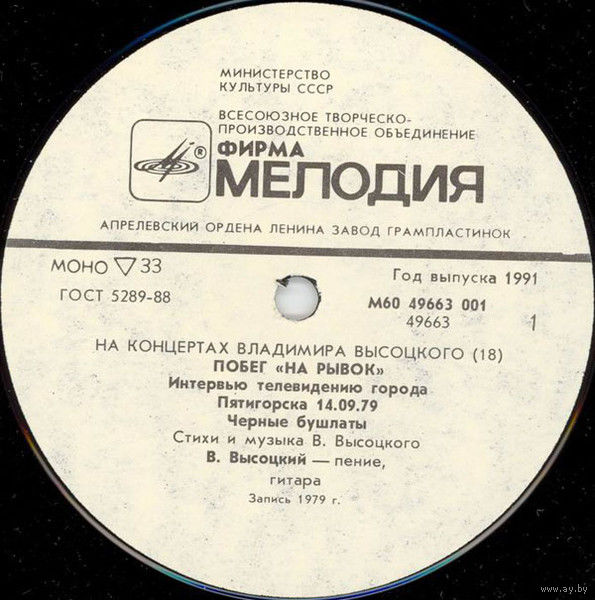 МИНИСТЕРСТВО
КУЛЬТУРЫ СССР
ВСЕСОЮЗНОЕ ТВОРЧЕСКО-
ПРОИЗВОДСТВЕННОЕ ОБЪЕДИНЕНИЕ
®
ФИРМА
МЕЛОДИЯ
АПРЕЛЕВСКИЙ ОРДЕНА ЛЕНИНА ЗАВОД ГРАМПЛАСТИНОК
МОНО ▽ 33
ГОСТ 5289-88
Год выпуска 1991
М60 49663 001
49663 1
НА КОНЦЕРТАХ ВЛАДИМИРА ВЫСОЦКОГО (18)
ПОБЕГ «НА РЫВОК»
Интервью телевидению города
Пятигорска 14.09.79
Черные бушлаты
Стихи и музыка В. Высоцкого
В. Высоцкий — пение,
гитара
Запись 1979 г.
www.ay.by